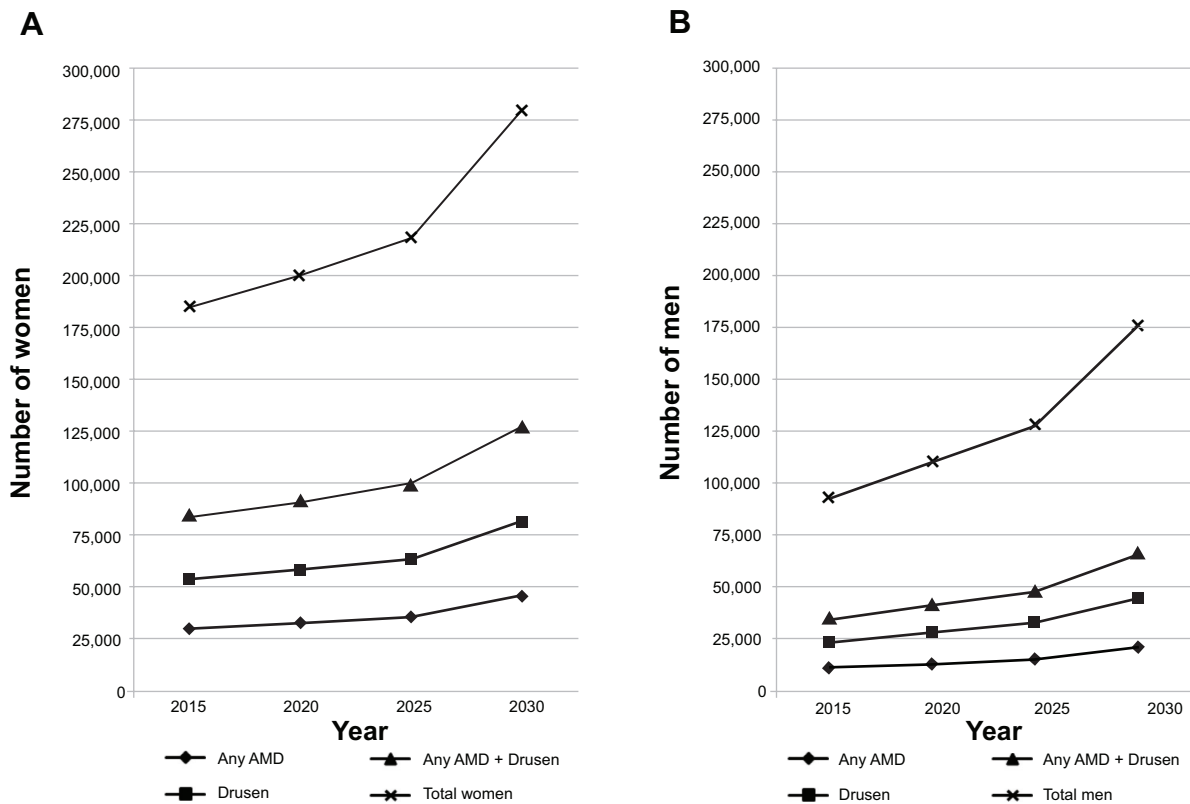 A
300,000
275,000
250,000
225,000
200,000
175,000
150,000
125,000
100,000
75,000
50,000
25,000
0
Number of women
2015 2020 2025 2030
Year
Any AMD
Any AMD + Drusen
Drusen
Total women
B
300,000
275,000
250,000
225,000
200,000
175,000
150,000
125,000
100,000
75,000
50,000
25,000
0
Number of men
2015 2020 2025 2030
Year
Any AMD
Any AMD + Drusen
Drusen
Total men